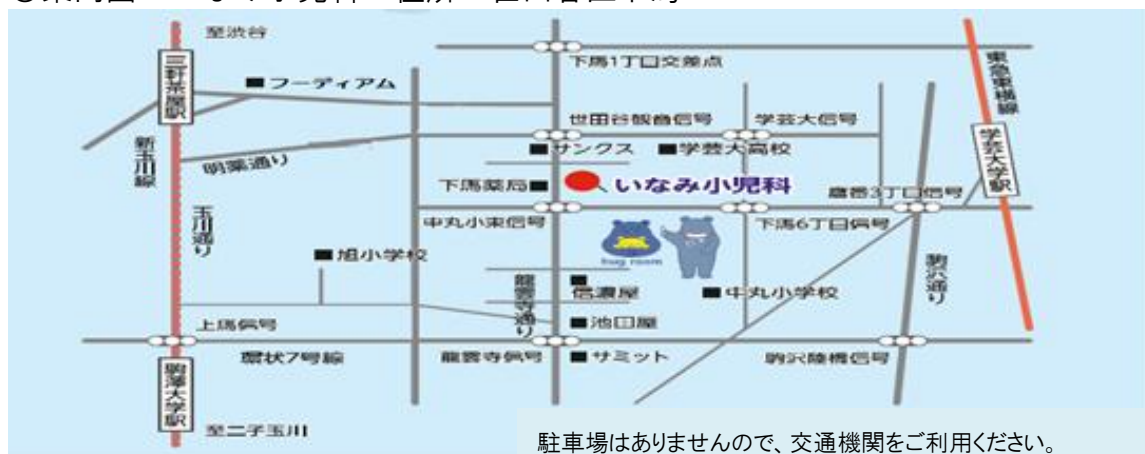 至渋谷
三軒茶屋駅
■フーディアム
下馬1丁目交差点
東急東横線
新玉川線
明薬通り
世田谷観音信号
学芸大信号
■サンクス
■学芸大高校
学芸大学駅
下馬薬局■
いなみ小児科
鷹番3丁目信号
玉川通り
中丸小東信号
下馬6丁目信号
■旭小学校
hug room
駒沢通り
龍雲寺通り
信濃屋
■中丸小学校
■池田屋
上馬信号
環状7号線
龍雲寺信号
■サミット
駒沢陸橋信号
駒澤大学駅
至二子玉川
駐車場はありませんので、交通機関をご利用ください。